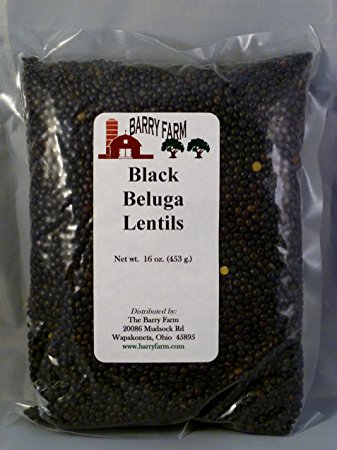 BARRY FARM
Black
Beluga
Lentils
Net wt. 16 oz. (453 g.)
Distributed by:
The Barry Farm
20086 Mudsock Rd
Wapakoneta, Ohio 45895
www.barryfarm.com